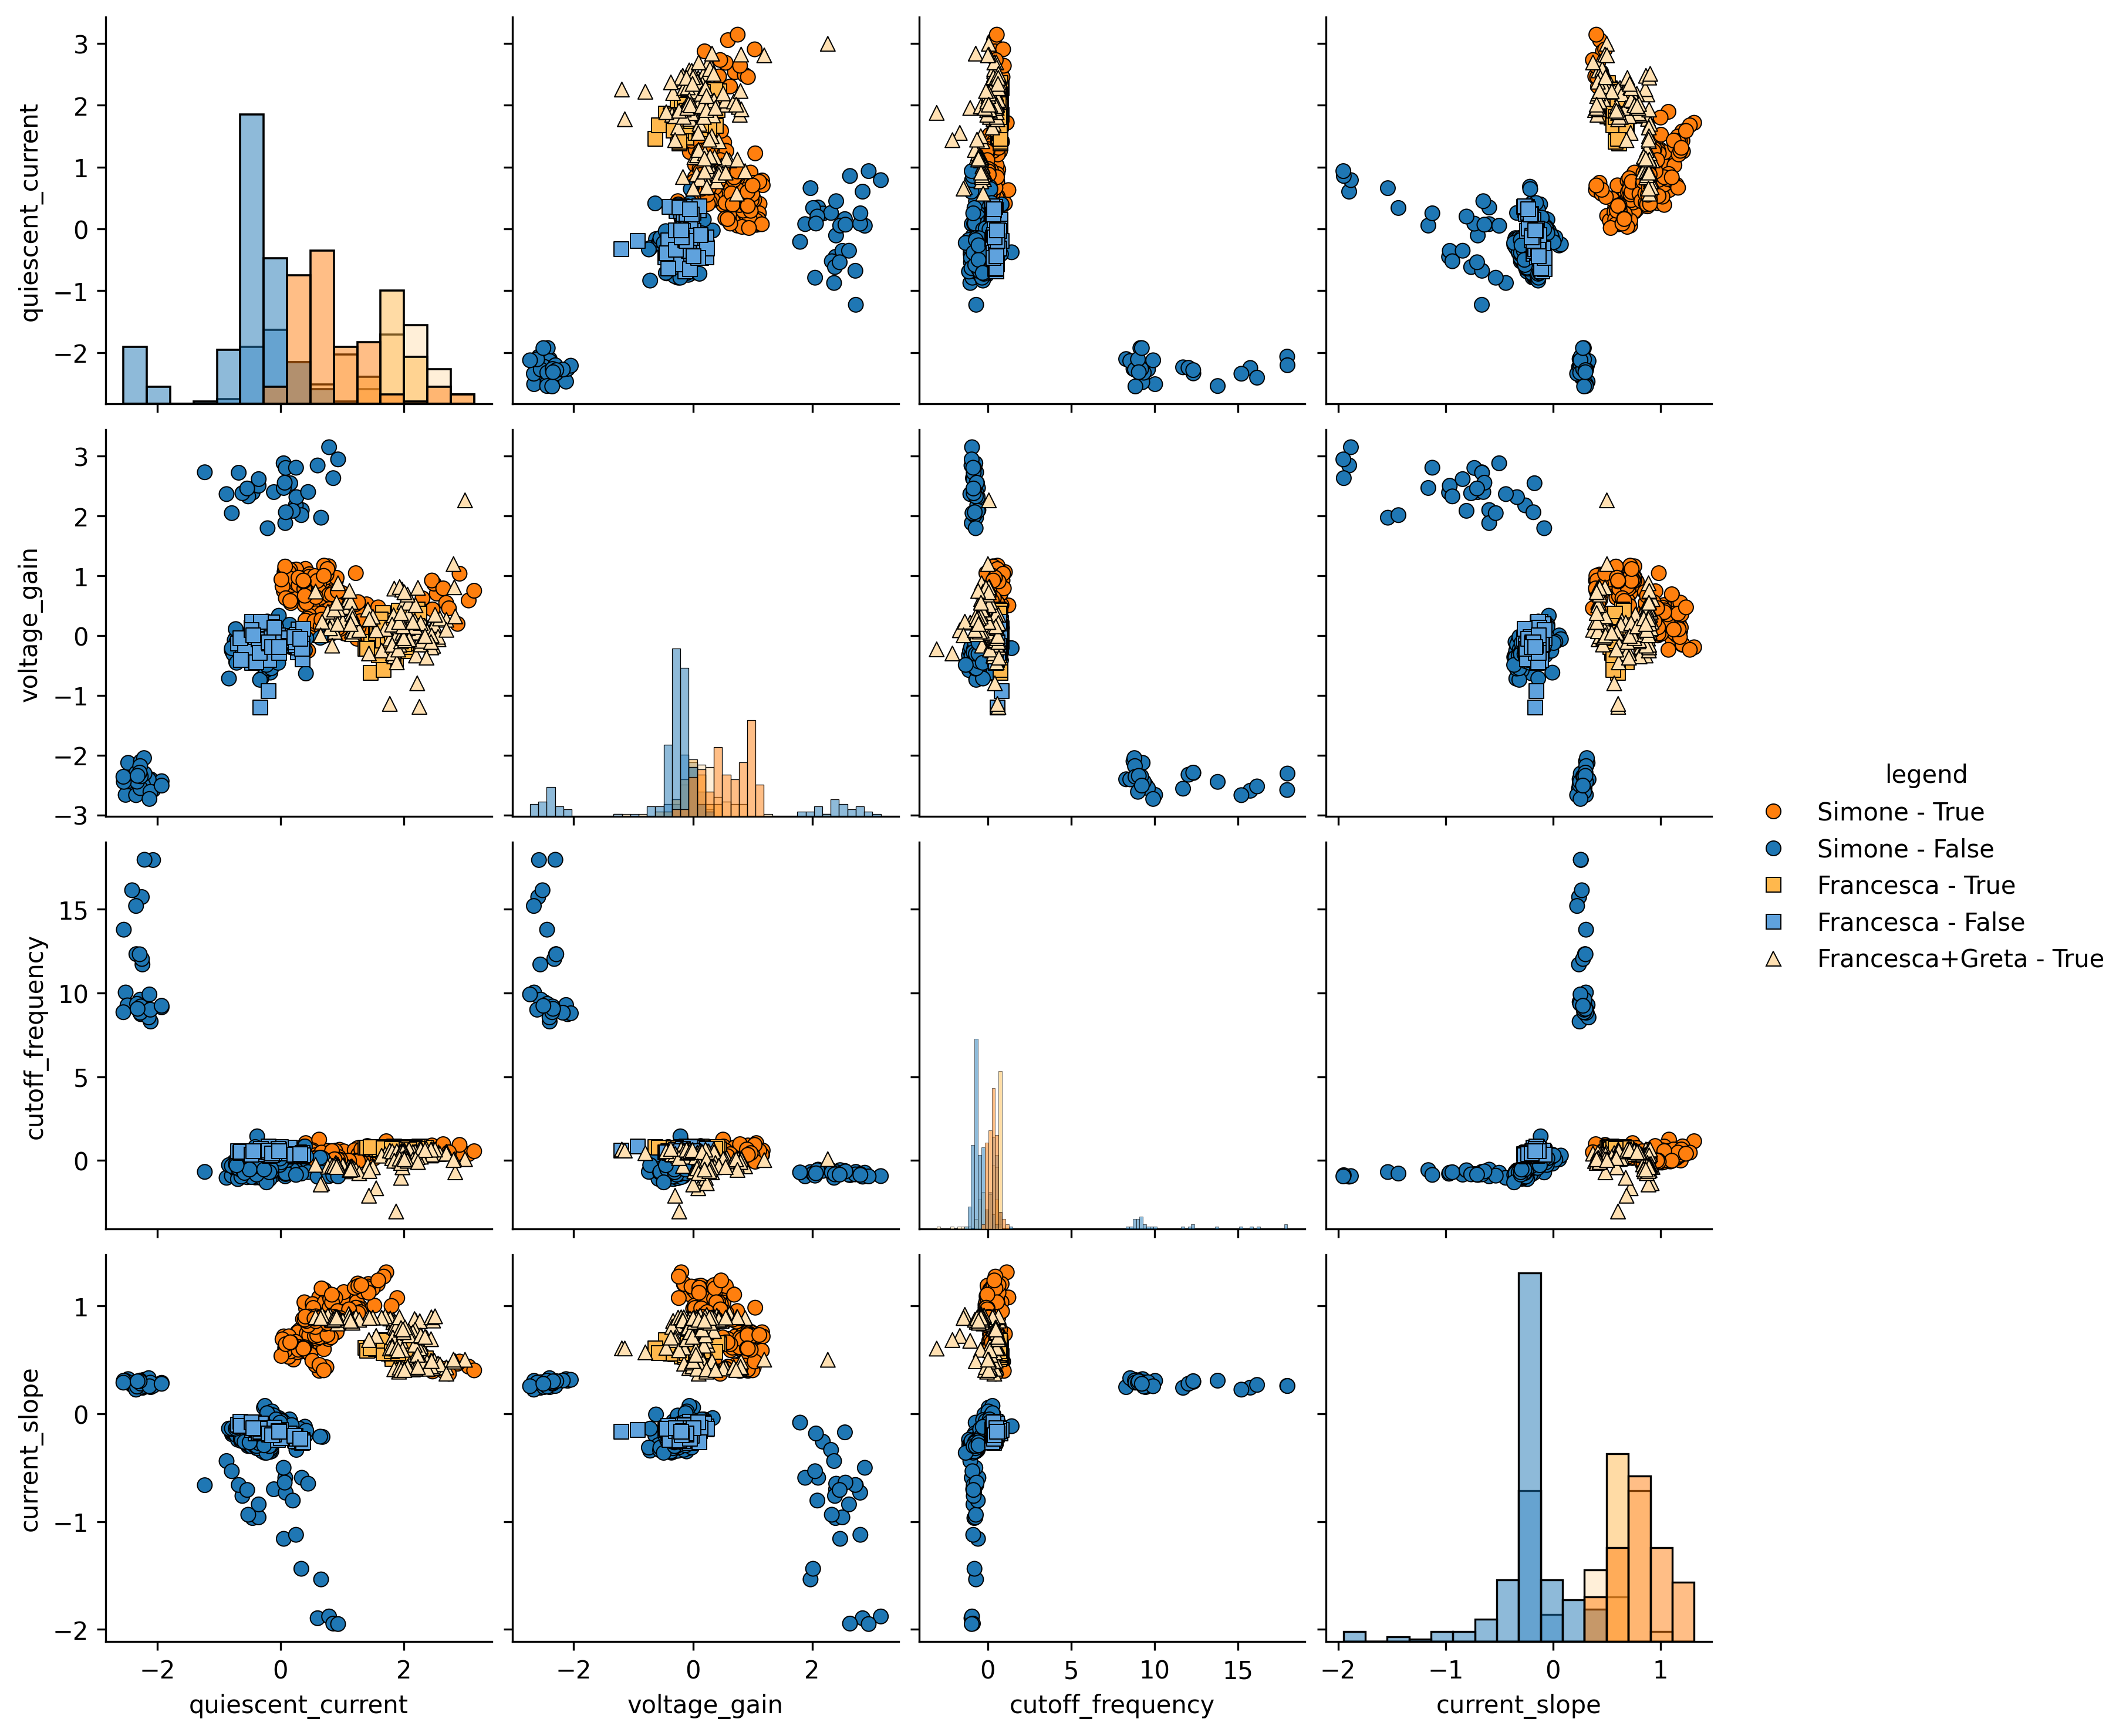 3
2
1
0
−1
−2
quiescent_current
3
2
1
0
−1
−2
−3
voltage_gain
legend
Simone - True
Simone - False
Francesca - True
Francesca - False
Francesca+Greta - True
15
10
5
0
cutoff_frequency
1
0
−1
−2
current_slope
−2 0 2
−2 0 2
0 5 10 15
−2 −1 0 1
quiescent_current
voltage_gain
cutoff_frequency
current_slope